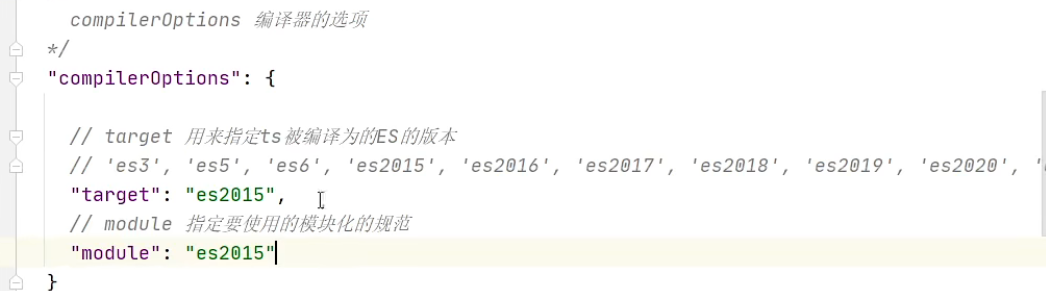 compilerOptions 编译器的选项
*/
"compilerOptions": {
// target 用来指定ts被编译为的ES的版本
// 'es3', 'es5', 'es6', 'es2015', 'es2016', 'es2017', 'es2018', 'es2019', 'es2020',
"target": "es2015",
// module 指定要使用的模块化的规范
"module": "es2015"
}